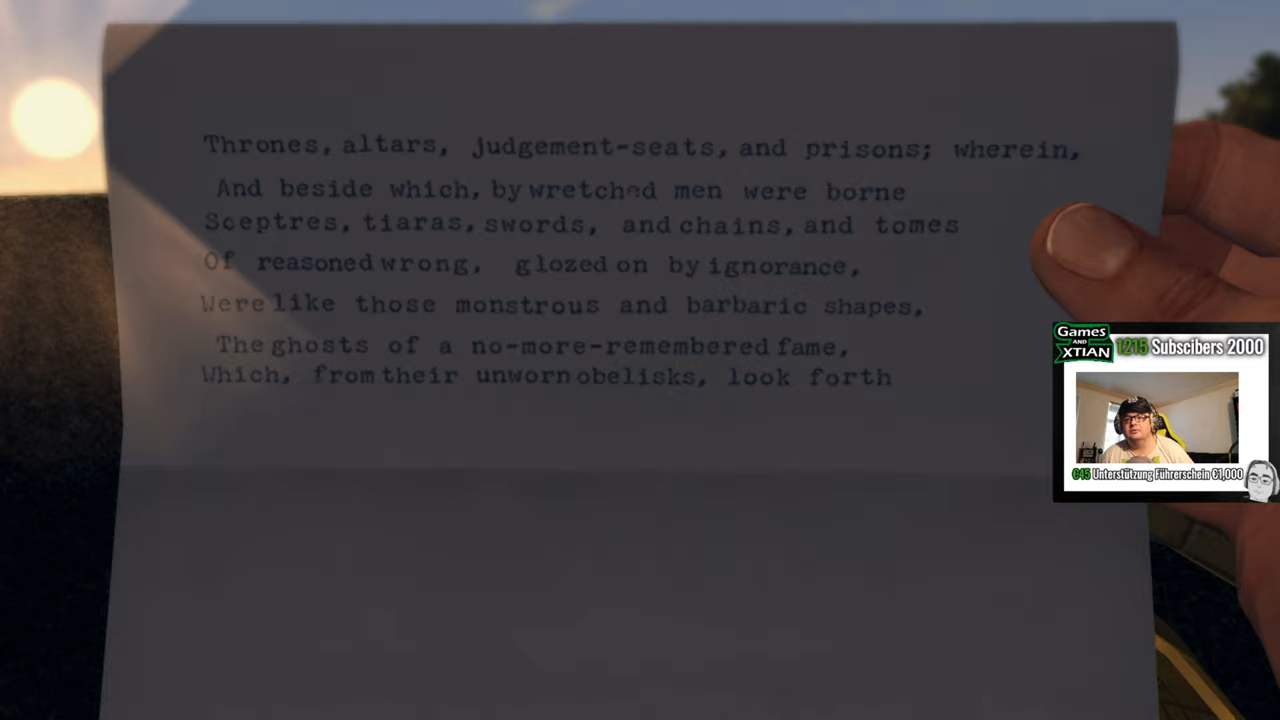 Thrones, altars, judgement-seats, and prisons; wherein,
And beside which, by wretched men were borne
Sceptres, tiaras, swords, and chains, and tomes
Of reasoned wrong, glozed on by ignorance,
Were like those monstrous and barbaric shapes,
The ghosts of a no-more-remembered fame,
Which, from their unworn obelisks, look forth
Games
AND
XTIAN
1215 Subscibers 2000
€45 Unterstützung Führerschein €1,000